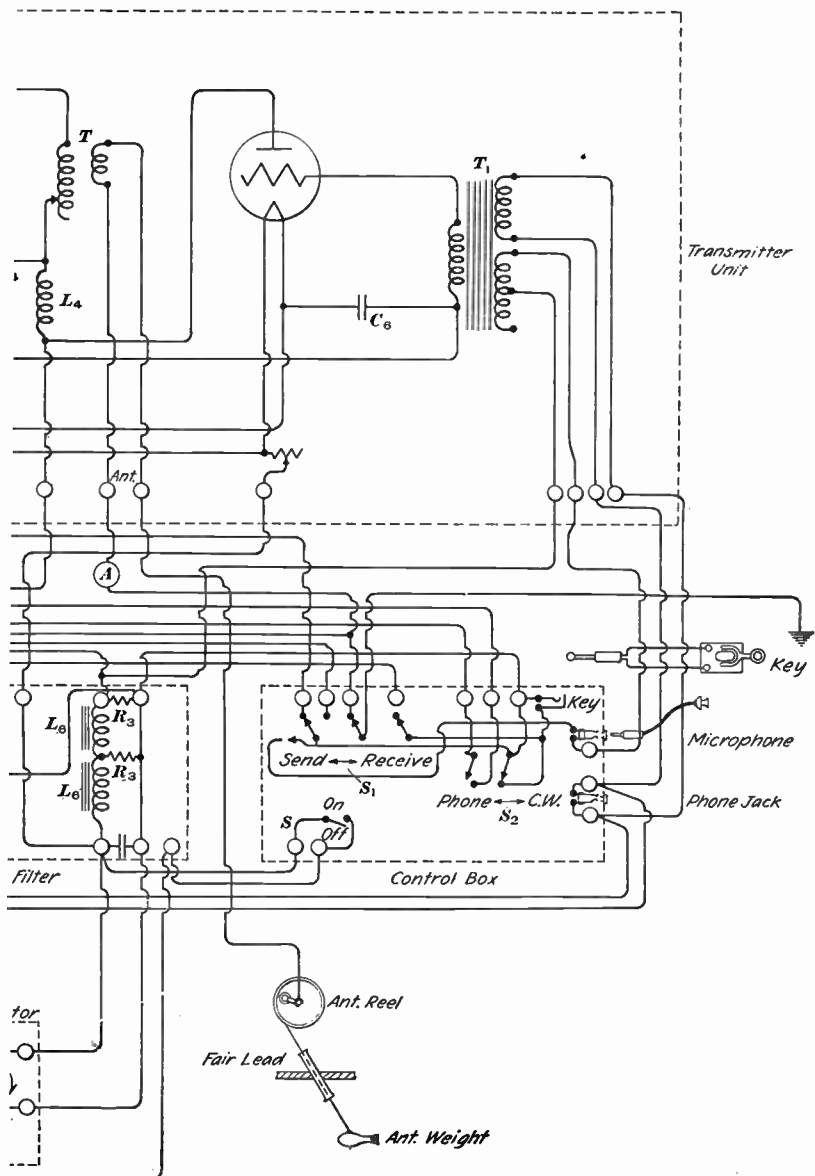 T
T₁
Transmitter
Unit
L₄
C₆
Ant.
A
Key
L₆
R₃
Key
Microphone
Send ↔ Receive
S₁
R₃
L₆
Phone ↔ C.W.
S₂
Phone Jack
On
S
Off
Filter
Control Box
Ant. Reel
tor
Fair Lead
Ant. Weight